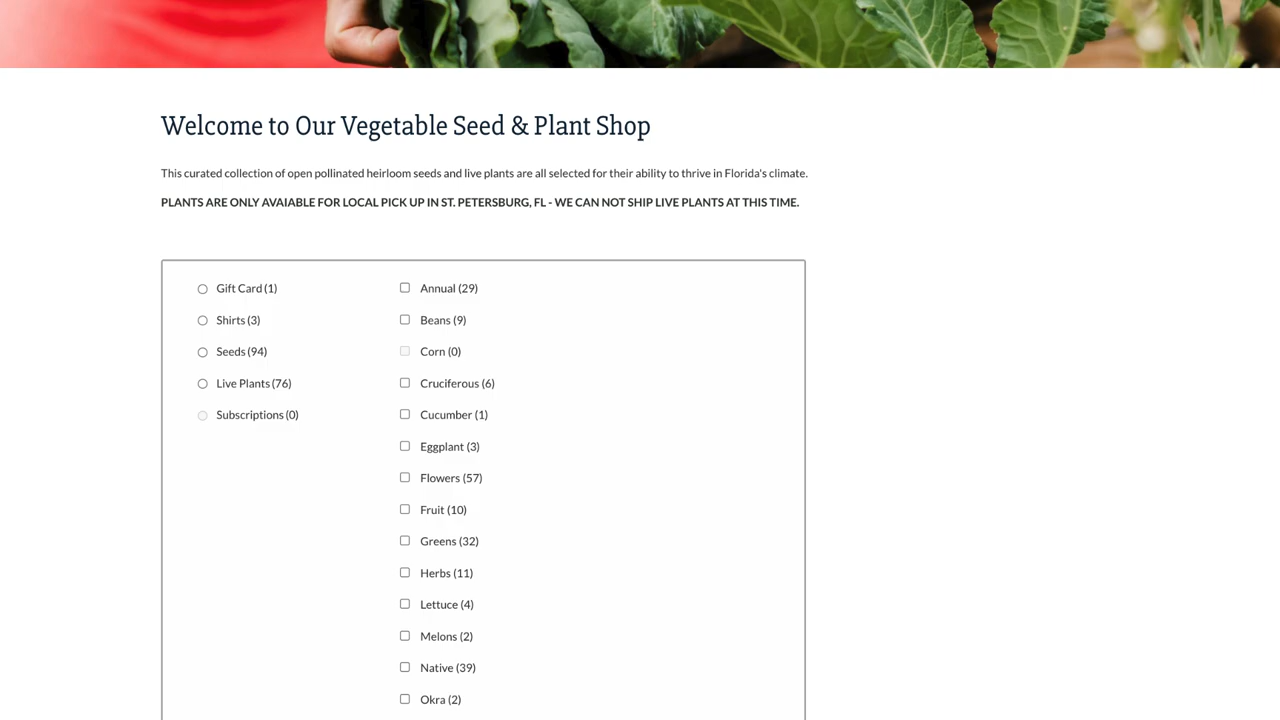 Welcome to Our Vegetable Seed & Plant Shop
This curated collection of open pollinated heirloom seeds and live plants are all selected for their ability to thrive in Florida's climate.
PLANTS ARE ONLY AVAIABLE FOR LOCAL PICK UP IN ST. PETERSBURG, FL - WE CAN NOT SHIP LIVE PLANTS AT THIS TIME.
Gift Card (1)
Shirts (3)
Seeds (94)
Live Plants (76)
Subscriptions (0)
Annual (29)
Beans (9)
Corn (0)
Cruciferous (6)
Cucumber (1)
Eggplant (3)
Flowers (57)
Fruit (10)
Greens (32)
Herbs (11)
Lettuce (4)
Melons (2)
Native (39)
Okra (2)